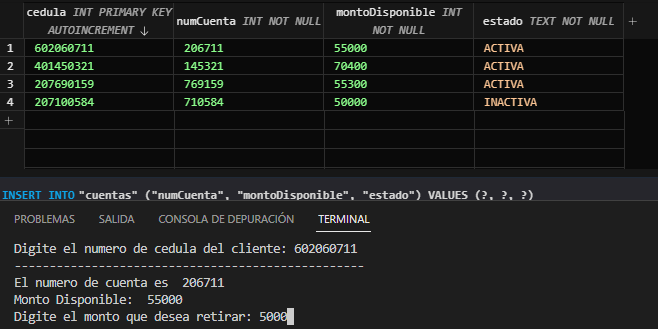 cedula INT PRIMARY KEY AUTOINCREMENT ↓ numCuenta INT NOT NULL montoDisponible INT NOT NULL estado TEXT NOT NULL +
1 602060711 206711 55000 ACTIVA
2 401450321 145321 70400 ACTIVA
3 207690159 769159 55300 ACTIVA
4 207100584 710584 50000 INACTIVA
+
INSERT INTO "cuentas" ("numCuenta", "montoDisponible", "estado") VALUES (?, ?, ?)
PROBLEMAS SALIDA CONSOLA DE DEPURACIÓN TERMINAL
Digite el numero de cedula del cliente: 602060711
--------------------------------------------------
El numero de cuenta es  206711
Monto Disponible:  55000
Digite el monto que desea retirar: 5000